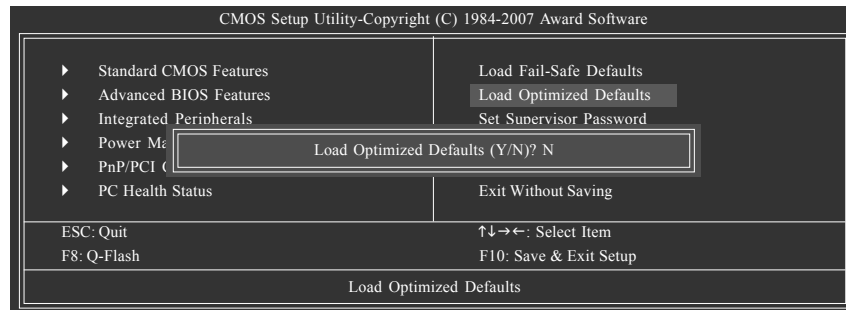 CMOS Setup Utility-Copyright (C) 1984-2007 Award Software
Standard CMOS Features
Load Fail-Safe Defaults
Advanced BIOS Features
Load Optimized Defaults
Integrated Peripherals
Set Supervisor Password
Power Ma
Load Optimized Defaults (Y/N)? N
PnP/PCI
PC Health Status
Exit Without Saving
ESC: Quit
↑↓→←: Select Item
F8: Q-Flash
F10: Save & Exit Setup
Load Optimized Defaults